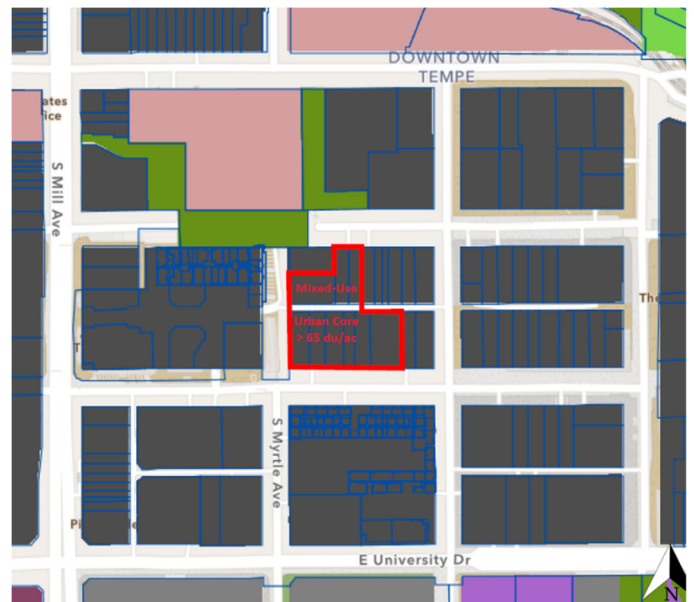 DOWNTOWN
TEMPE
S Mill Ave
Mixed-Use
Urban Core
> 65 du/ac
S Myrtle Ave
E University Dr
N